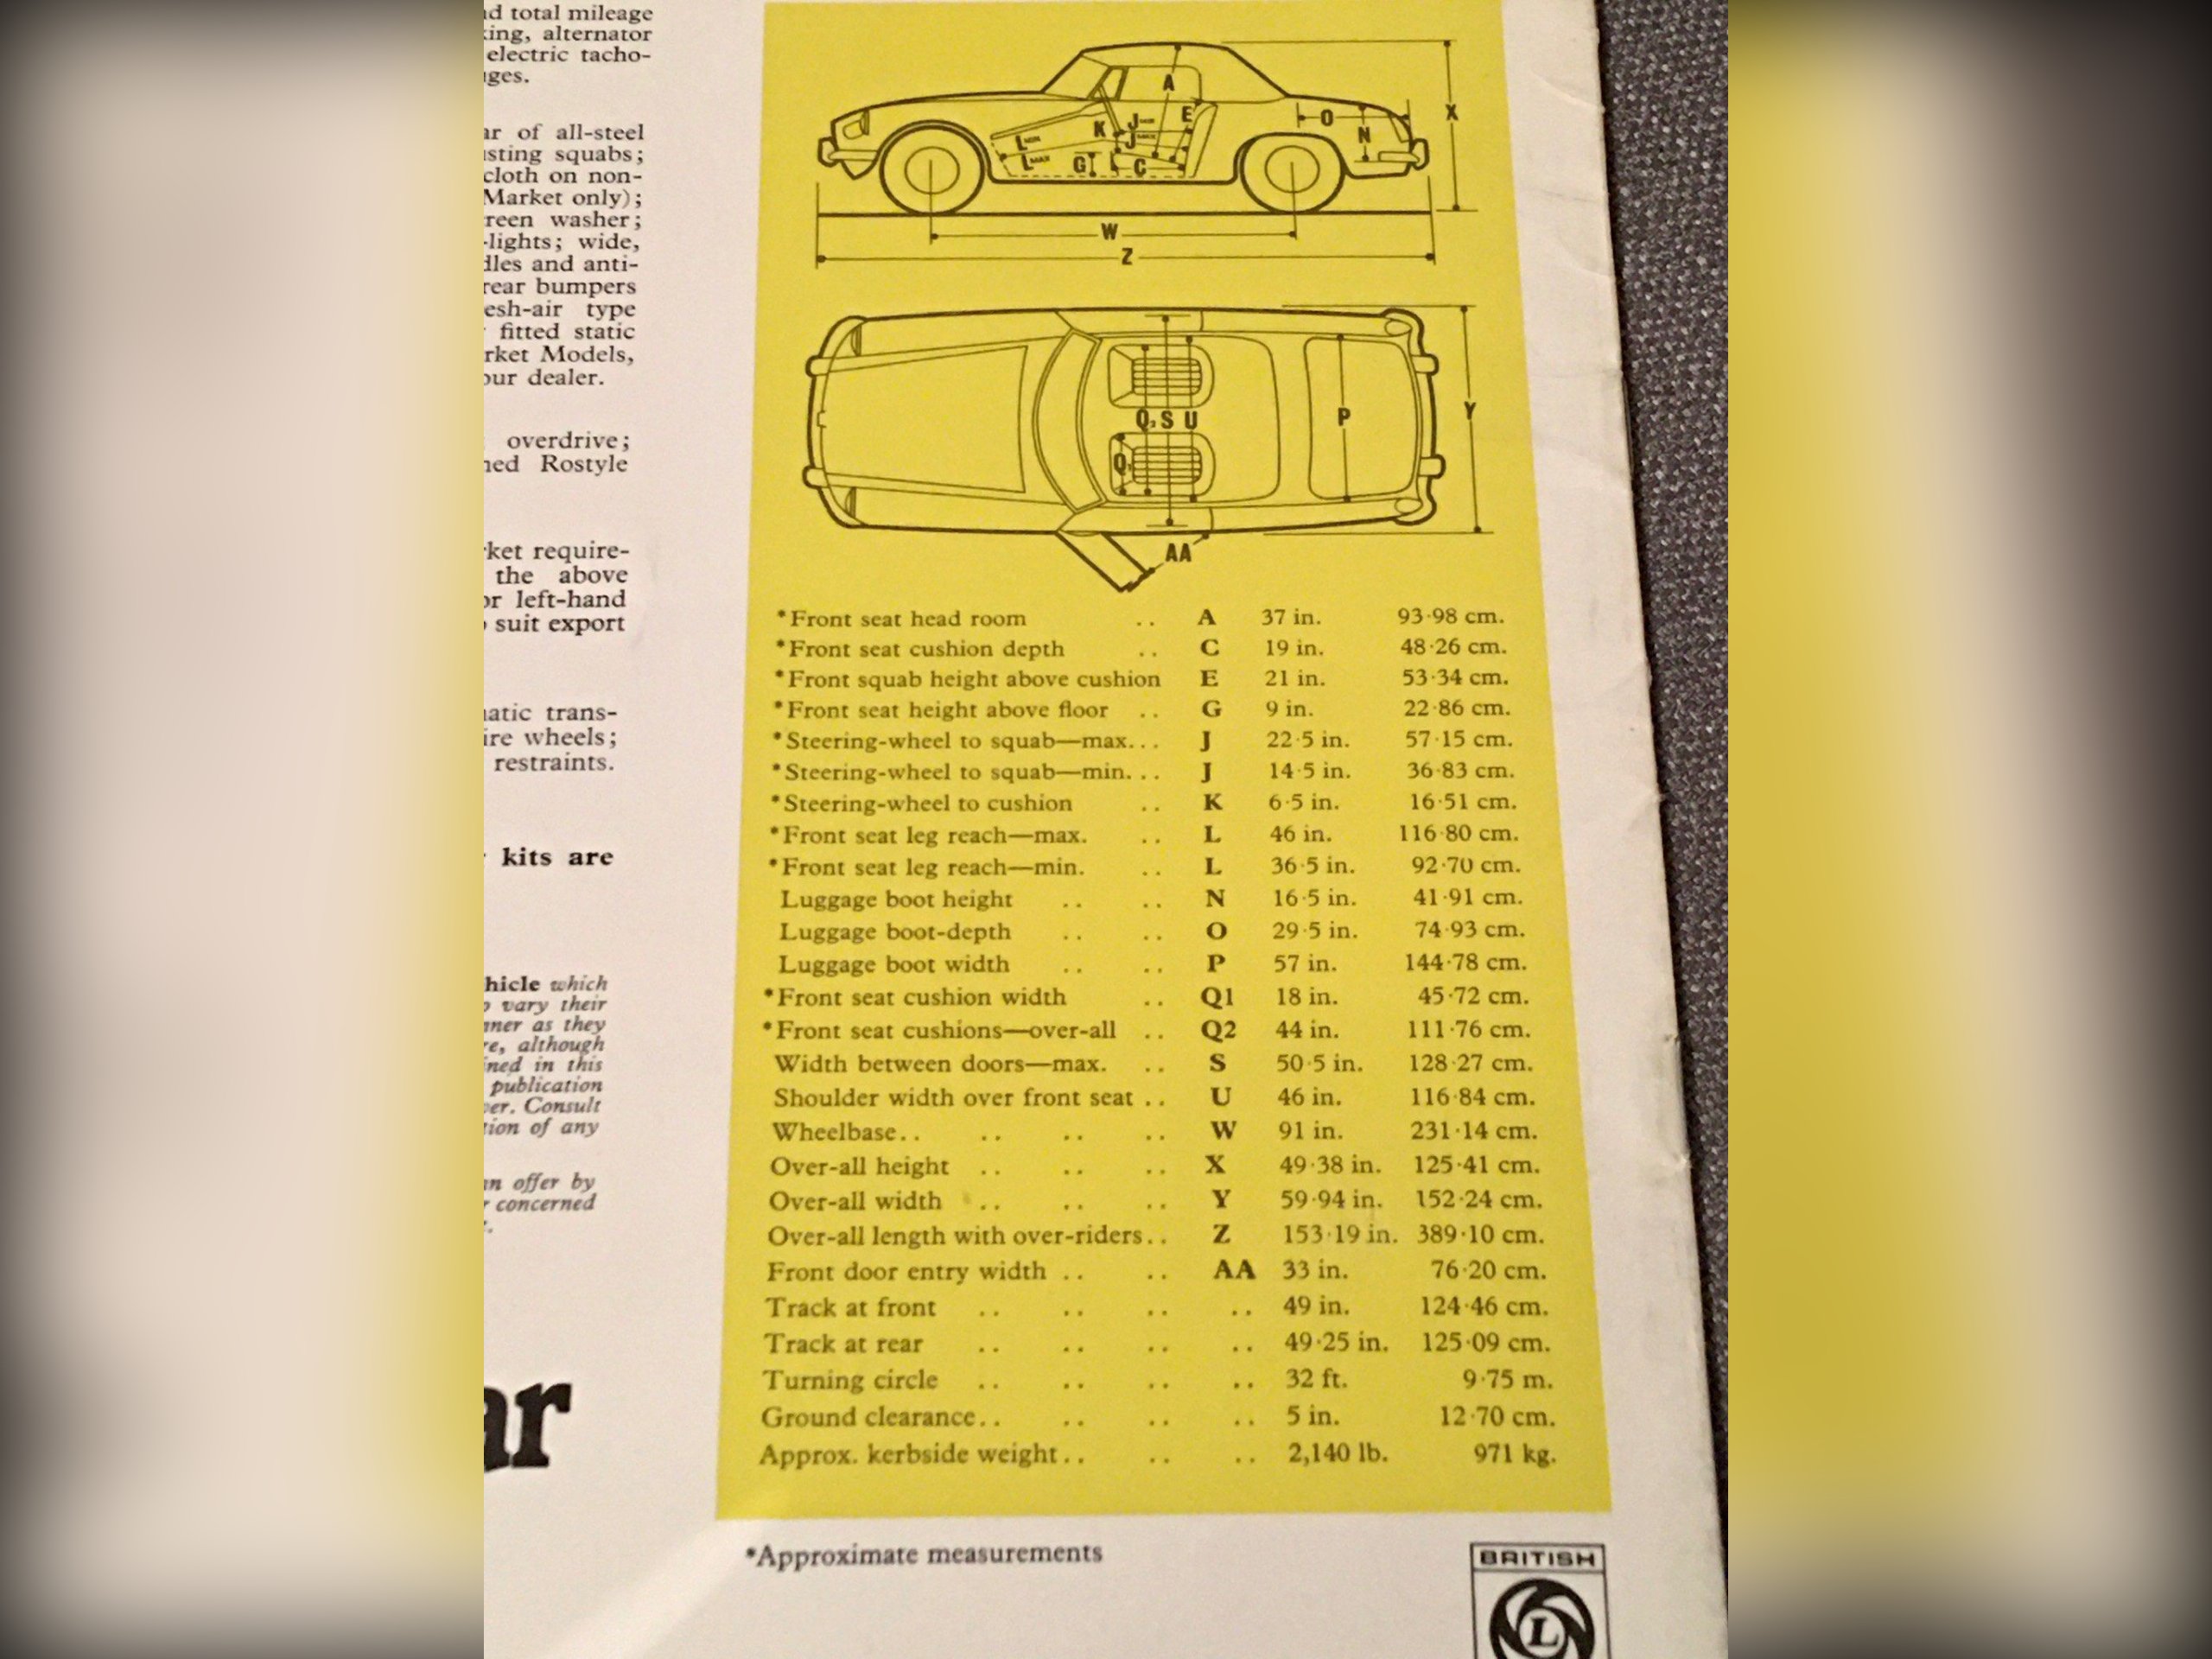 nd total mileage
king, alternator
electric tacho-
ges.
ar of all-steel
usting squabs;
cloth on non-
Market only);
reen washer;
-lights; wide,
dles and anti-
rear bumpers
esh-air type
fitted static
rket Models,
our dealer.
overdrive;
ned Rostyle
ket require-
the above
or left-hand
suit export
matic trans-
ire wheels;
restraints.
kits are
hicle which
o vary their
nner as they
re, although
ined in this
publication
per. Consult
tion of any
an offer by
concerned
ar
A
X
E
O
K
J MIN
N
J MAX
L MIN
L MAX
G
C
W
Z
Q2 S U
P
Y
Q1
AA
*Front seat head room .. A 37 in. 93·98 cm.
*Front seat cushion depth .. C 19 in. 48·26 cm.
*Front squab height above cushion E 21 in. 53·34 cm.
*Front seat height above floor .. G 9 in. 22·86 cm.
*Steering-wheel to squab—max... J 22·5 in. 57·15 cm.
*Steering-wheel to squab—min... J 14·5 in. 36·83 cm.
*Steering-wheel to cushion .. K 6·5 in. 16·51 cm.
*Front seat leg reach—max. .. L 46 in. 116·80 cm.
*Front seat leg reach—min. .. L 36·5 in. 92·70 cm.
Luggage boot height .. .. N 16·5 in. 41·91 cm.
Luggage boot-depth .. .. O 29·5 in. 74·93 cm.
Luggage boot width .. .. P 57 in. 144·78 cm.
*Front seat cushion width .. Q1 18 in. 45·72 cm.
*Front seat cushions—over-all .. Q2 44 in. 111·76 cm.
Width between doors—max. .. S 50·5 in. 128·27 cm.
Shoulder width over front seat .. U 46 in. 116·84 cm.
Wheelbase.. .. .. .. W 91 in. 231·14 cm.
Over-all height .. .. .. X 49·38 in. 125·41 cm.
Over-all width .. .. .. Y 59·94 in. 152·24 cm.
Over-all length with over-riders.. Z 153·19 in. 389·10 cm.
Front door entry width .. .. AA 33 in. 76·20 cm.
Track at front .. .. .. .. 49 in. 124·46 cm.
Track at rear .. .. .. .. 49·25 in. 125·09 cm.
Turning circle .. .. .. .. 32 ft. 9·75 m.
Ground clearance.. .. .. .. 5 in. 12·70 cm.
Approx. kerbside weight.. .. .. 2,140 lb. 971 kg.
*Approximate measurements
BRITISH
L